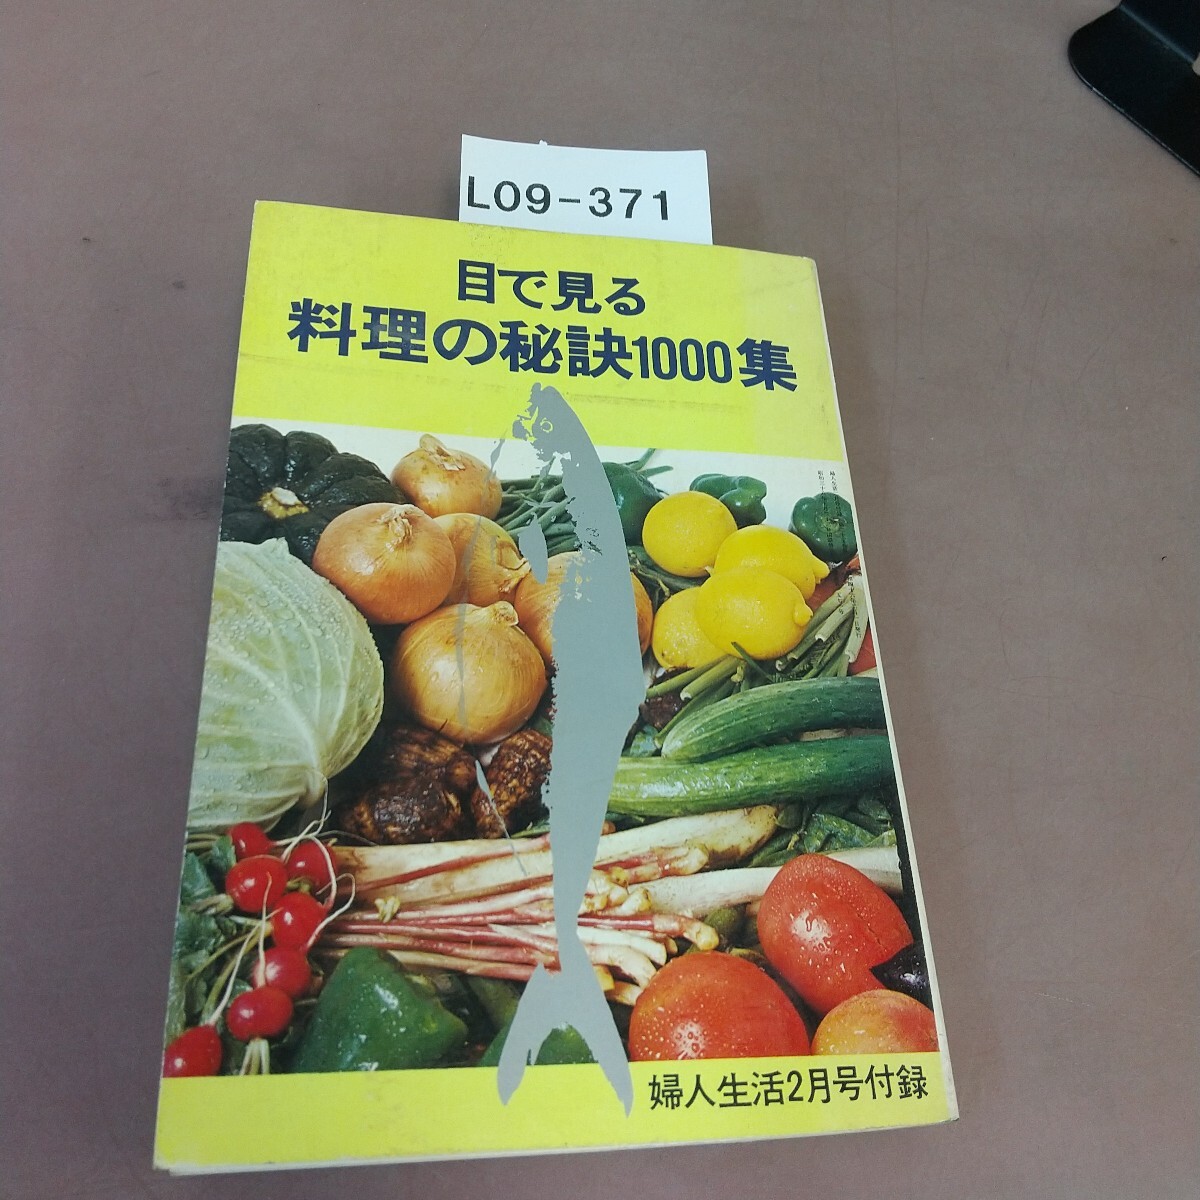 L09-371
目で見る
料理の秘訣1000集
婦人生活2月号付録